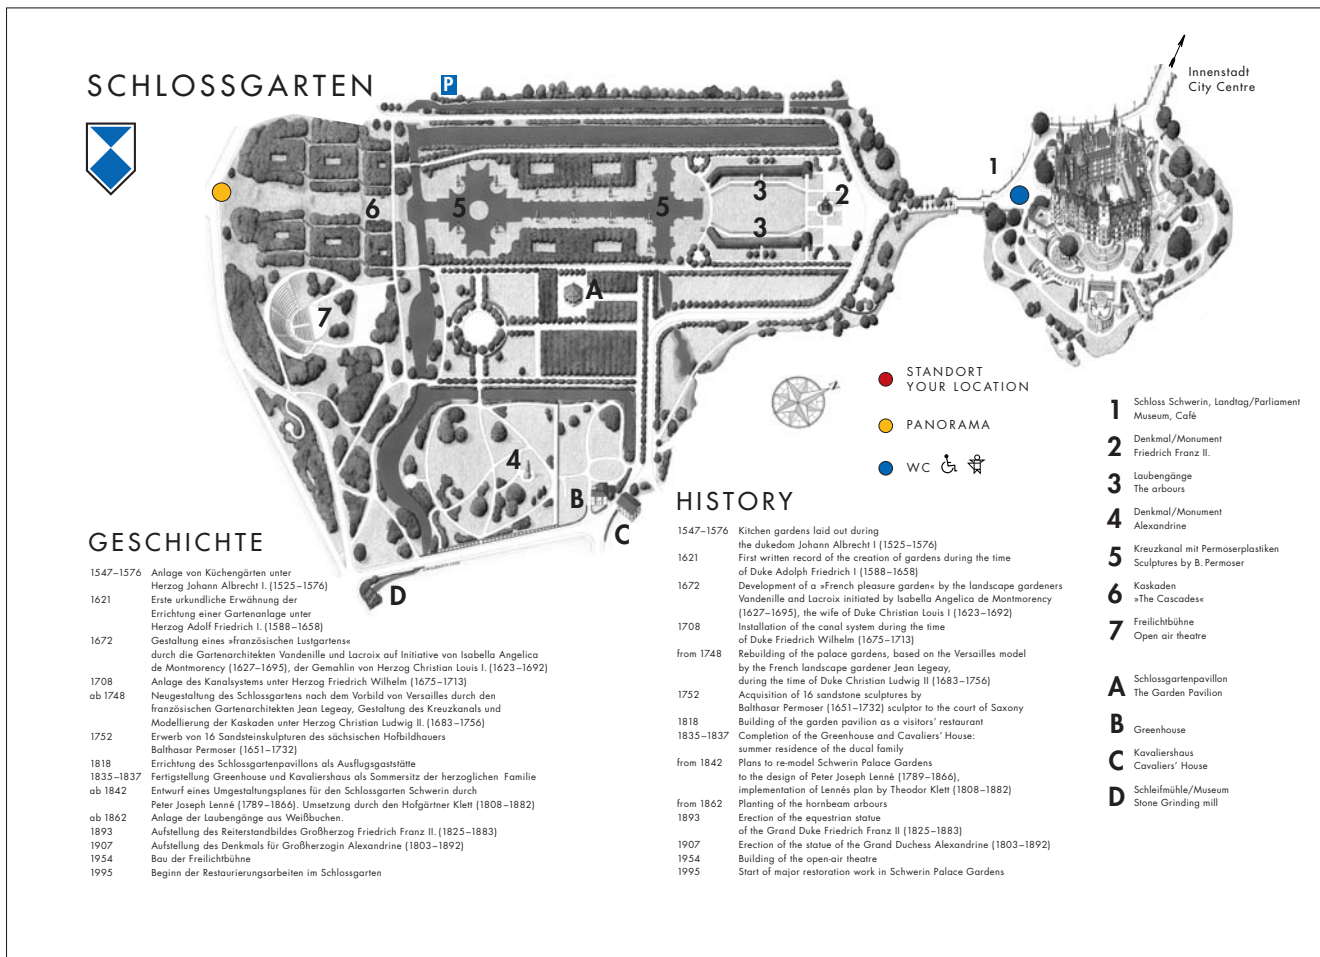 SCHLOSSGARTEN
P
Innenstadt
City Centre
1
2
3
3
5
5
6
7
A
4
B
C
D
STANDORT
YOUR LOCATION
PANORAMA
WC
1 Schloss Schwerin, Landtag/Parliament
Museum, Café
2 Denkmal/Monument
Friedrich Franz II.
3 Laubengänge
The arbours
4 Denkmal/Monument
Alexandrine
5 Kreuzkanal mit Permoserplastiken
Sculptures by B. Permoser
6 Kaskaden
»The Cascades«
7 Freilichtbühne
Open air theatre
A Schlossgartenpavillon
The Garden Pavilion
B Greenhouse
C Kavaliershaus
Cavaliers' House
D Schleifmühle/Museum
Stone Grinding mill
GESCHICHTE
1547–1576 Anlage von Küchengärten unter
Herzog Johann Albrecht I. (1525–1576)
1621 Erste urkundliche Erwähnung der
Errichtung einer Gartenanlage unter
Herzog Adolf Friedrich I. (1588–1658)
1672 Gestaltung eines »französischen Lustgartens«
durch die Gartenarchitekten Vandenille und Lacroix auf Initiative von Isabella Angelica
de Montmorency (1627–1695), der Gemahlin von Herzog Christian Louis I. (1623–1692)
1708 Anlage des Kanalsystems unter Herzog Friedrich Wilhelm (1675–1713)
ab 1748 Neugestaltung des Schlossgartens nach dem Vorbild von Versailles durch den
französischen Gartenarchitekten Jean Legeay, Gestaltung des Kreuzkanals und
Modellierung der Kaskaden unter Herzog Christian Ludwig II. (1683–1756)
1752 Erwerb von 16 Sandsteinskulpturen des sächsischen Hofbildhauers
Balthasar Permoser (1651–1732)
1818 Errichtung des Schlossgartenpavillons als Ausflugsgaststätte
1835–1837 Fertigstellung Greenhouse und Kavaliershaus als Sommersitz der herzoglichen Familie
ab 1842 Entwurf eines Umgestaltungsplanes für den Schlossgarten Schwerin durch
Peter Joseph Lenné (1789–1866). Umsetzung durch den Hofgärtner Klett (1808–1882)
ab 1862 Anlage der Laubengänge aus Weißbuchen.
1893 Aufstellung des Reiterstandbildes Großherzog Friedrich Franz II. (1825–1883)
1907 Aufstellung des Denkmals für Großherzogin Alexandrine (1803–1892)
1954 Bau der Freilichtbühne
1995 Beginn der Restaurierungsarbeiten im Schlossgarten
HISTORY
1547–1576 Kitchen gardens laid out during
the dukedom Johann Albrecht I (1525–1576)
1621 First written record of the creation of gardens during the time
of Duke Adolph Friedrich I (1588–1658)
1672 Development of a »French pleasure garden« by the landscape gardeners
Vandenille and Lacroix initiated by Isabella Angelica de Montmorency
(1627–1695), the wife of Duke Christian Louis I (1623–1692)
1708 Installation of the canal system during the time
of Duke Friedrich Wilhelm (1675–1713)
from 1748 Rebuilding of the palace gardens, based on the Versailles model
by the French landscape gardener Jean Legeay,
during the time of Duke Christian Ludwig II (1683–1756)
1752 Acquisition of 16 sandstone sculptures by
Balthasar Permoser (1651–1732) sculptor to the court of Saxony
1818 Building of the garden pavilion as a visitors' restaurant
1835–1837 Completion of the Greenhouse and Cavaliers' House:
summer residence of the ducal family
from 1842 Plans to re-model Schwerin Palace Gardens
to the design of Peter Joseph Lenné (1789–1866),
implementation of Lennés plan by Theodor Klett (1808–1882)
from 1862 Planting of the hornbeam arbours
1893 Erection of the equestrian statue
of the Grand Duke Friedrich Franz II (1825–1883)
1907 Erection of the statue of the Grand Duchess Alexandrine (1803–1892)
1954 Building of the open-air theatre
1995 Start of major restoration work in Schwerin Palace Gardens